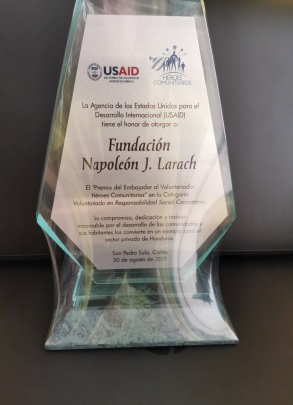 USAID
DEL PUEBLO DE LOS ESTADOS
UNIDOS DE AMÉRICA
HÉROES
COMUNITARIOS
La Agencia de los Estados Unidos para el
Desarrollo Internacional (USAID)
tiene el honor de otorgar a:
Fundación
Napoleón J. Larach
El "Premio del Embajador al Voluntariado:
Héroes Comunitarios" en la Categoría
Voluntariado en Responsabilidad Social Corporativa
su compromiso, dedicación y trabajo
incansable por el desarrollo de las comunidades y
sus habitantes los convierte en un ejemplo para el
sector privado de Honduras.
San Pedro Sula, Cortés
30 de agosto de 2019